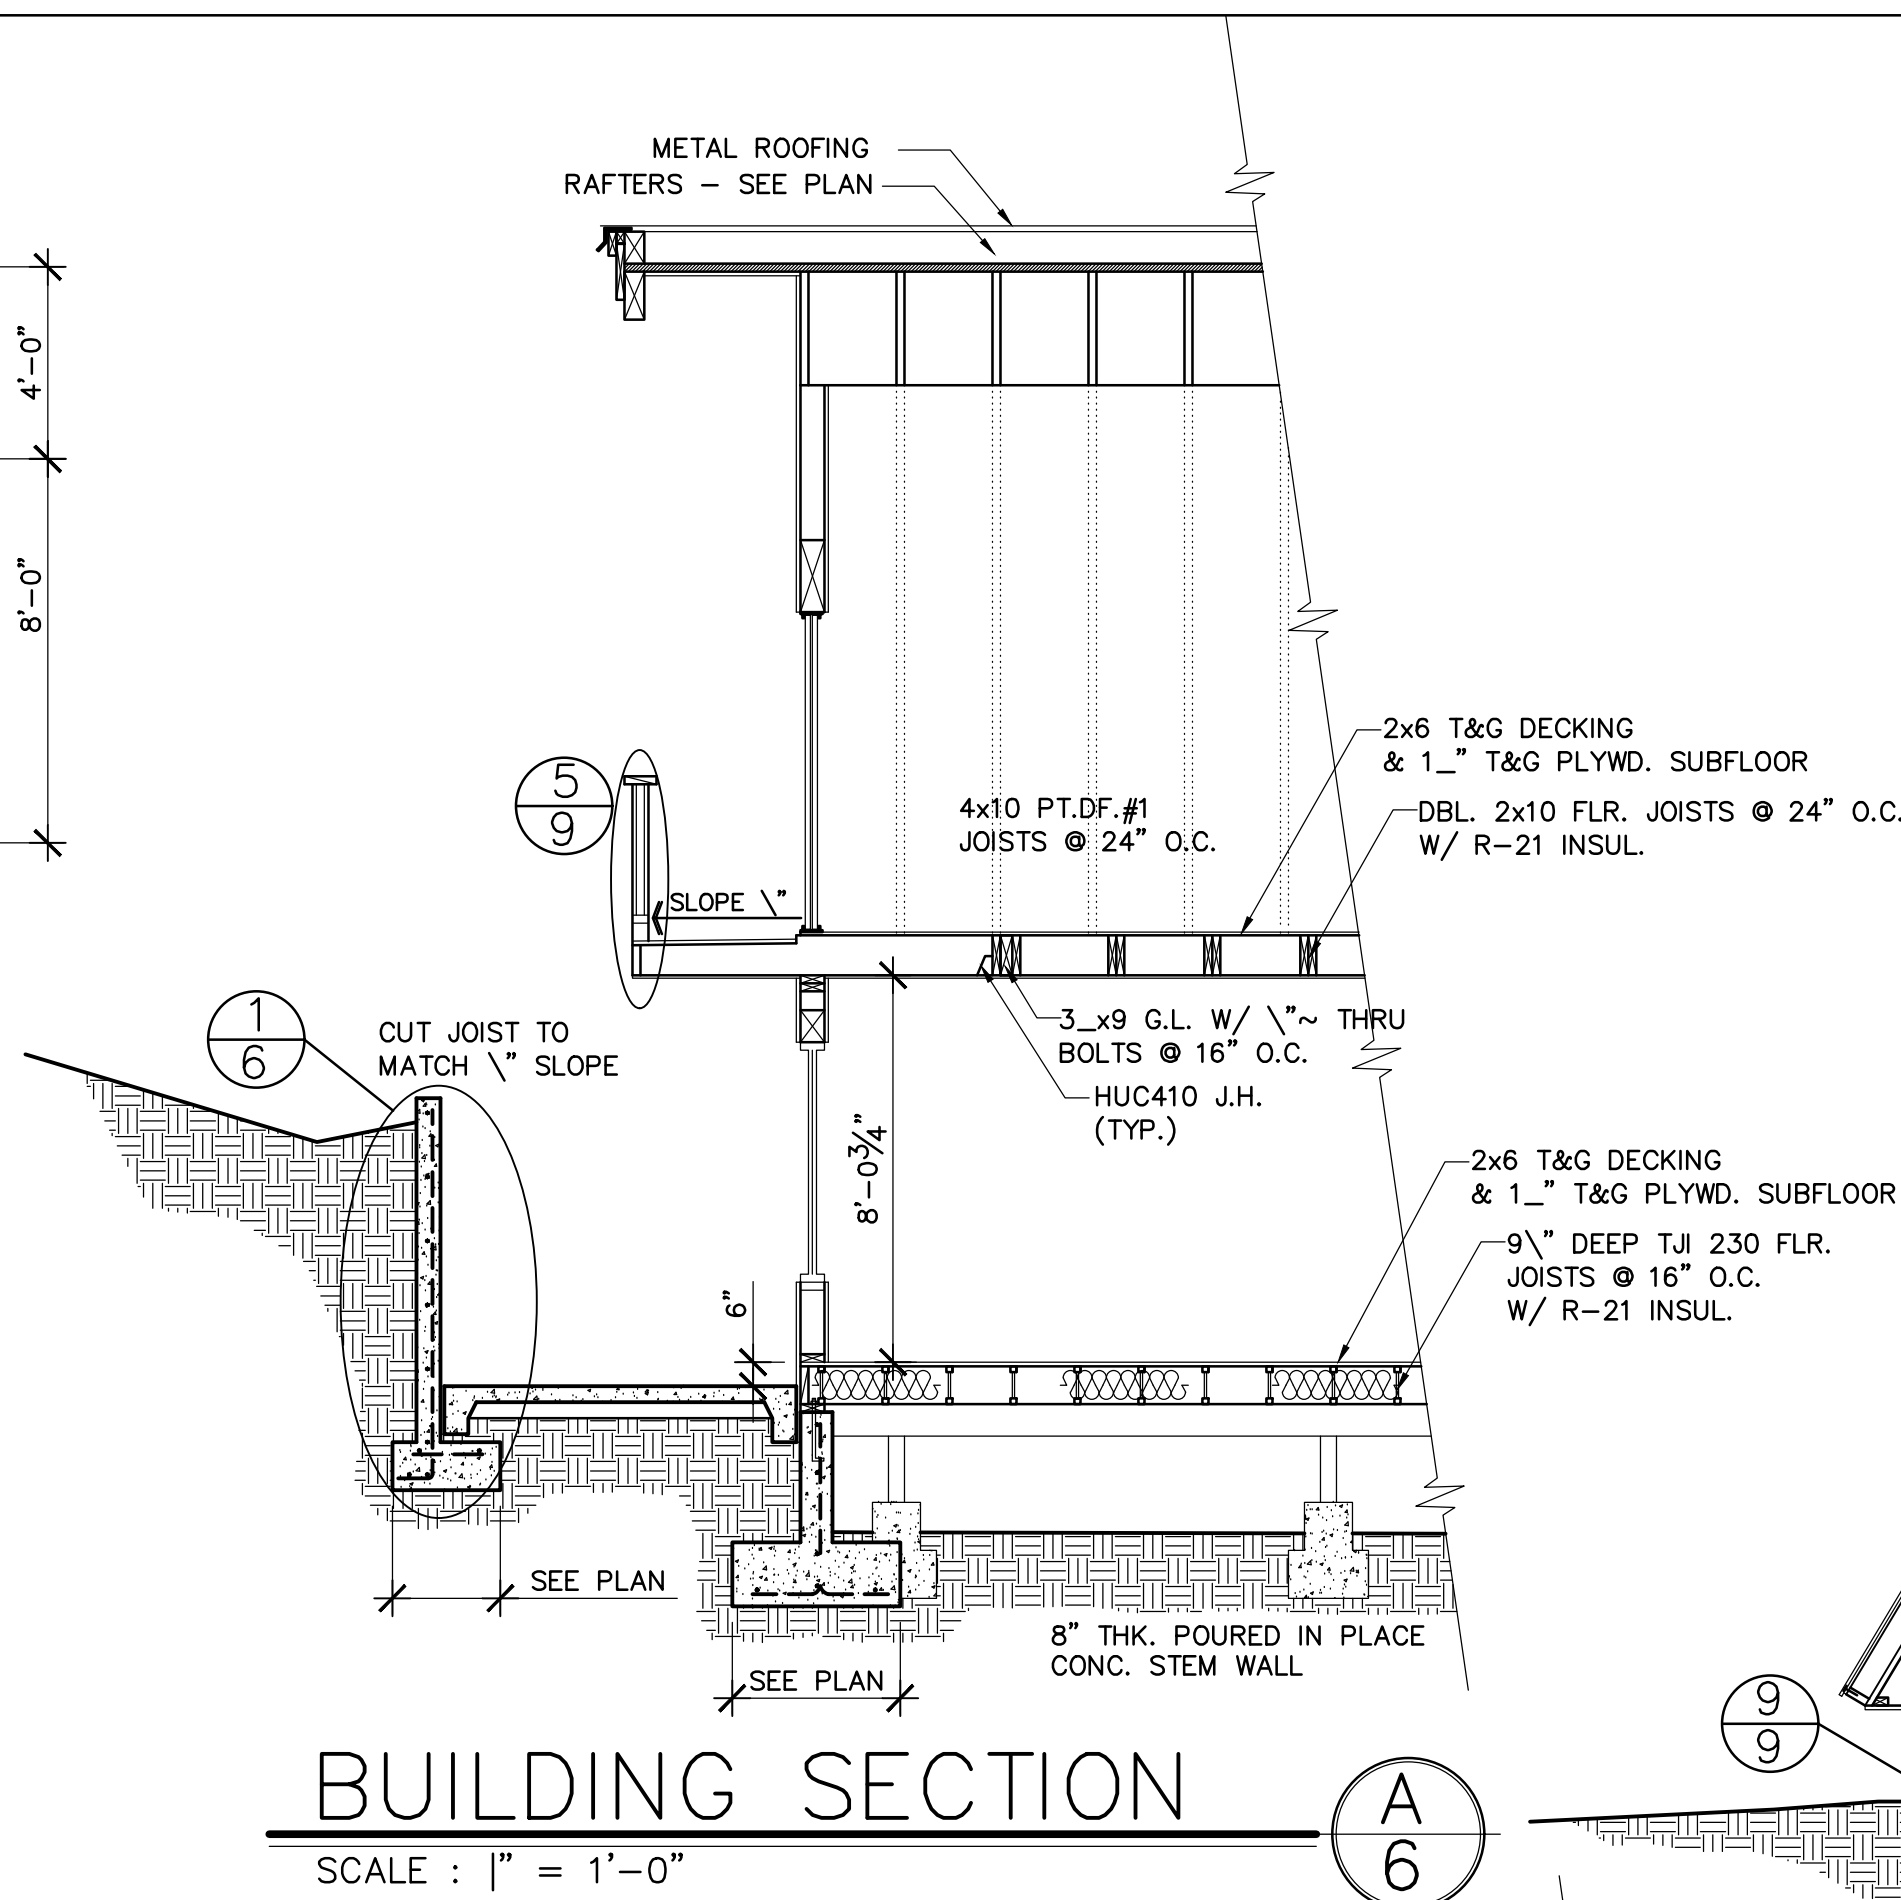 METAL ROOFING
RAFTERS – SEE PLAN
4'-0"
8'-0"
2x6 T&G DECKING
& 1_" T&G PLYWD. SUBFLOOR
5
9
4x10 PT.DF.#1
JOISTS @ 24" O.C.
DBL. 2x10 FLR. JOISTS @ 24" O.C.
W/ R-21 INSUL.
SLOPE \"
1
6
CUT JOIST TO
MATCH \" SLOPE
3_x9 G.L. W/ \"~ THRU
BOLTS @ 16" O.C.
HUC410 J.H.
(TYP.)
8'-0 3/4"
2x6 T&G DECKING
& 1_" T&G PLYWD. SUBFLOOR
9\" DEEP TJI 230 FLR.
JOISTS @ 16" O.C.
W/ R-21 INSUL.
6"
SEE PLAN
8" THK. POURED IN PLACE
CONC. STEM WALL
SEE PLAN
9
9
BUILDING SECTION
A
6
SCALE : |" = 1'-0"